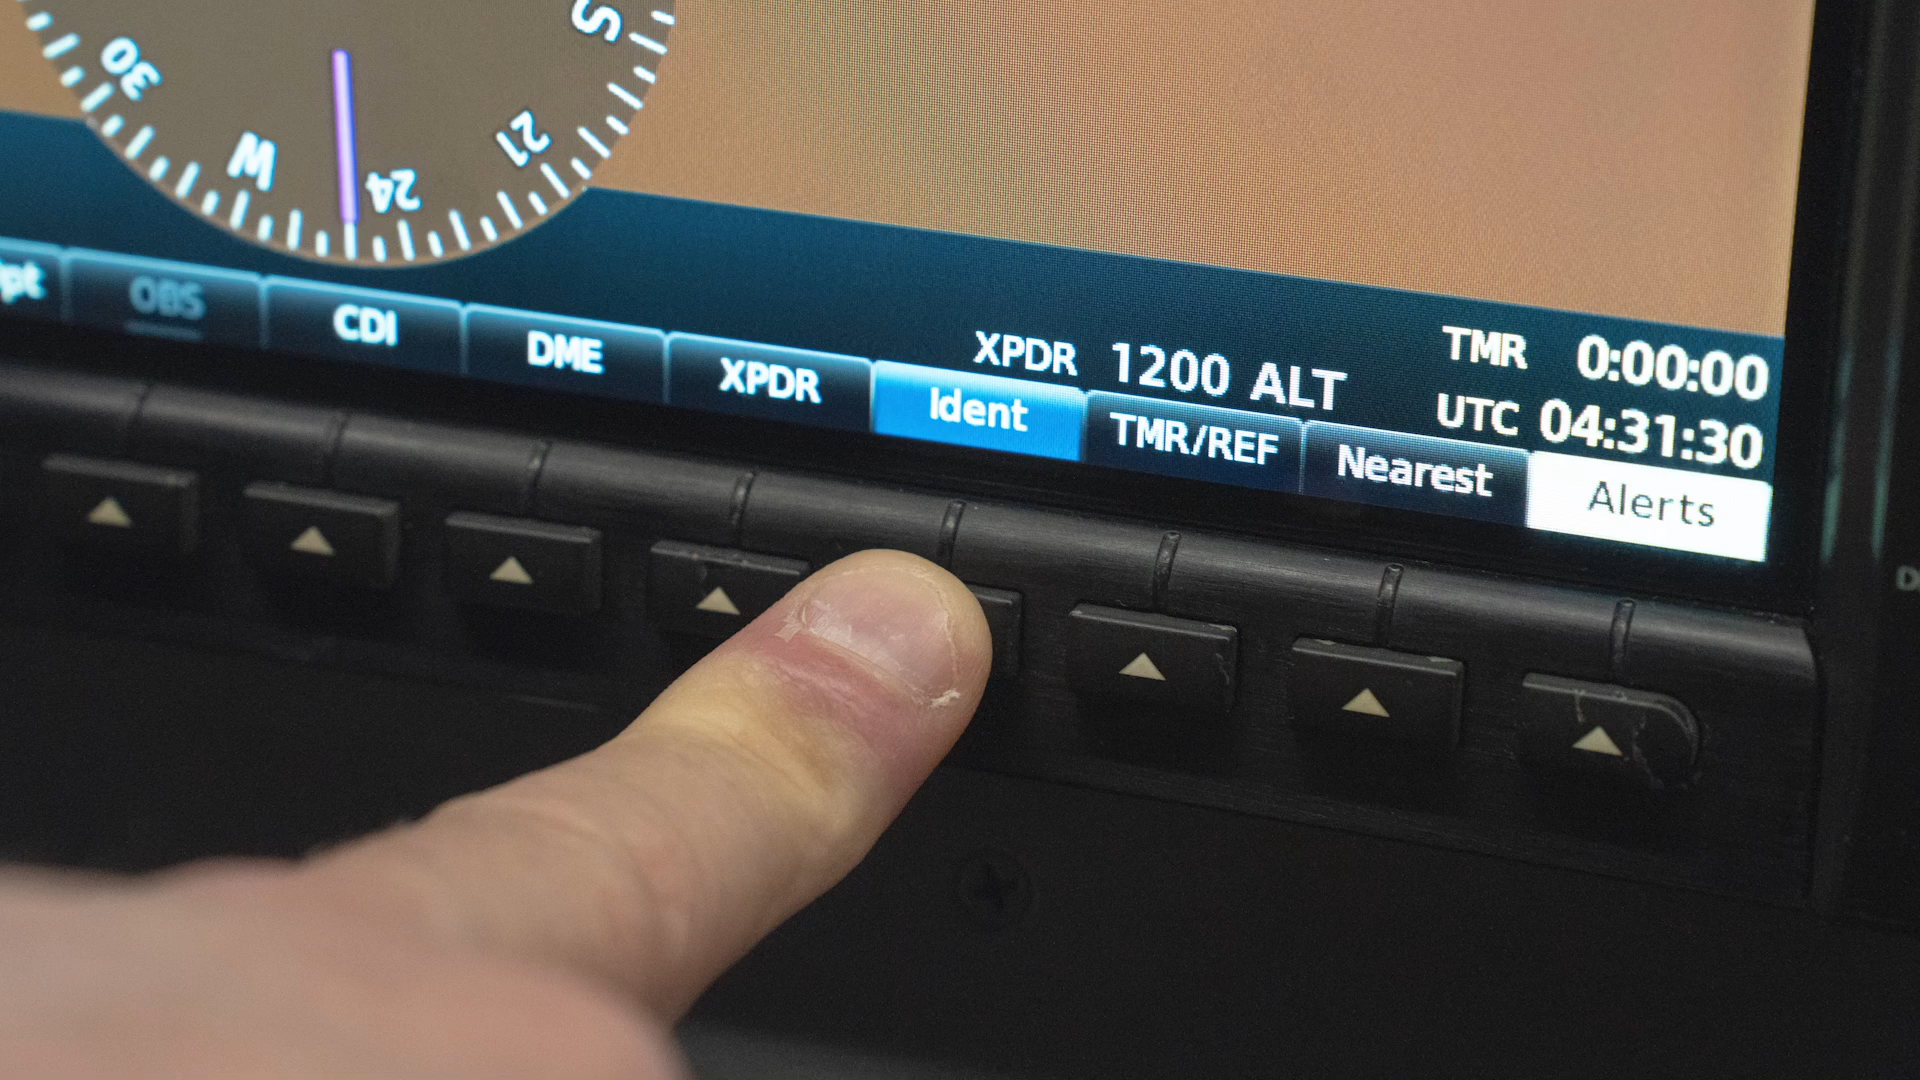 S
30
21
W
24
XPDR 1200 ALT
TMR 0:00:00
UTC 04:31:30
OBS
CDI
DME
XPDR
Ident
TMR/REF
Nearest
Alerts